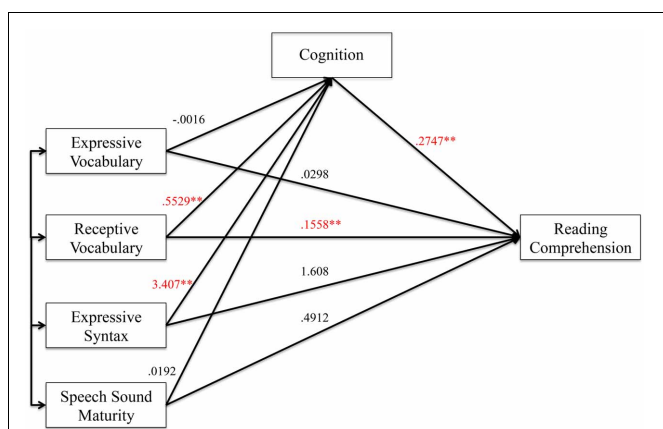 Cognition
-.0016
.2747**
Expressive
Vocabulary
.0298
.5529**
Receptive
Vocabulary
.1558**
Reading
Comprehension
3.407**
1.608
Expressive
Syntax
.4912
.0192
Speech Sound
Maturity